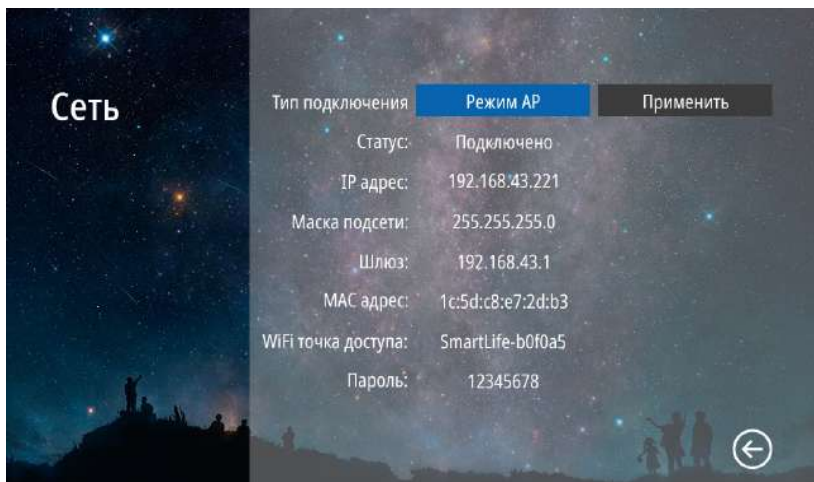 Сеть
Тип подключения Режим AP Применить
Статус: Подключено
IP адрес: 192.168.43.221
Маска подсети: 255.255.255.0
Шлюз: 192.168.43.1
MAC адрес: 1c:5d:c8:e7:2d:b3
WiFi точка доступа: SmartLife-b0f0a5
Пароль: 12345678